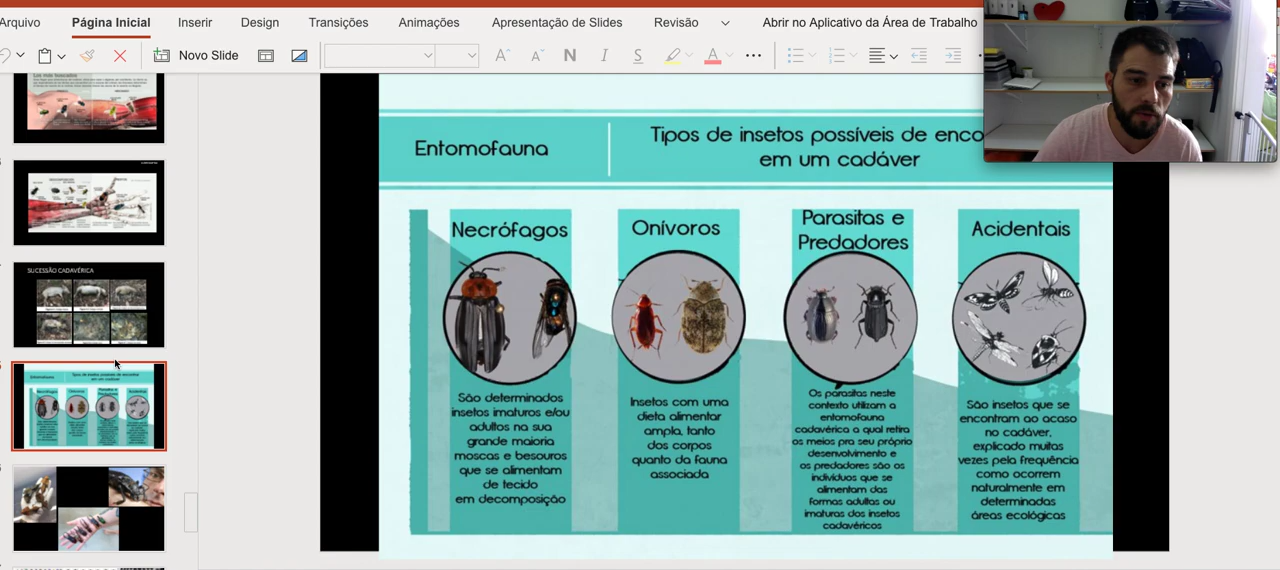 Arquivo
Página Inicial
Inserir
Design
Transições
Animações
Apresentação de Slides
Revisão
Abrir no Aplicativo da Área de Trabalho
Novo Slide
A
A
N
I
S
A
SUCESSÃO CADAVÉRICA
Entomofauna
Tipos de insetos possíveis de enco
em um cadáver
Necrófagos
São determinados
insetos imaturos e/ou
adultos na sua
grande maioria
moscas e besouros
que se alimentam
de tecido
em decomposição
Onívoros
Insetos com uma
dieta alimentar
ampla, tanto
dos corpos
quanto da fauna
associada
Parasitas e
Predadores
Os parasitas neste
contexto utilizam a
entomofauna
cadavérica a qual retira
os meios pra seu próprio
desenvolvimento e
os predadores são os
indivíduos que se
alimentam das
formas adultas ou
imaturas dos insetos
cadavéricos
Acidentais
São insetos que se
encontram ao acaso
no cadáver,
explicado muitas
vezes pela frequência
como ocorrem
naturalmente em
determinadas
áreas ecológicas